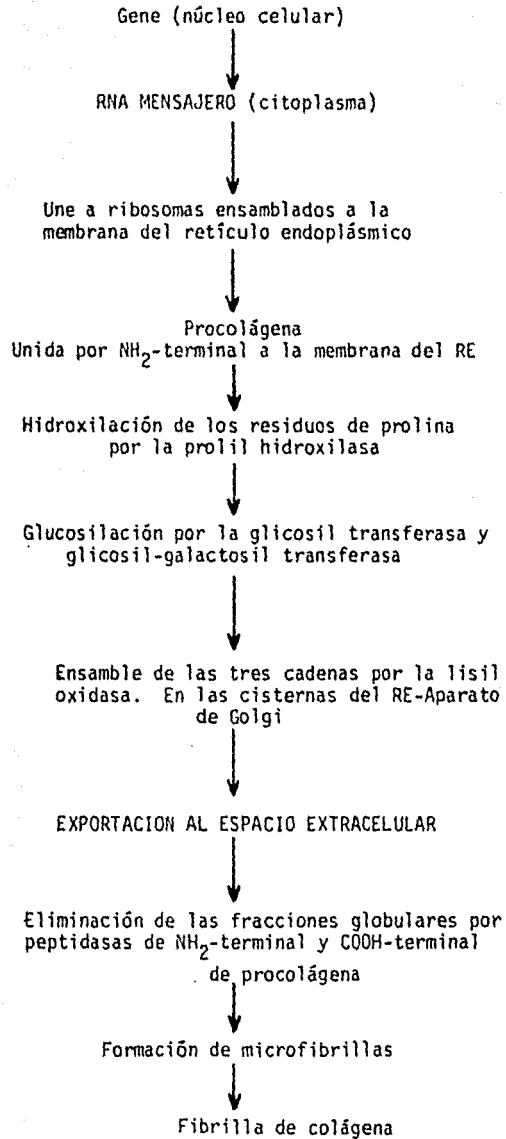 Gene (núcleo celular)
RNA MENSAJERO (citoplasma)
Une a ribosomas ensamblados a la
membrana del retículo endoplásmico
Procolágena
Unida por NH2-terminal a la membrana del RE
Hidroxilación de los residuos de prolina
por la prolil hidroxilasa
Glucosilación por la glicosil transferasa y
glicosil-galactosil transferasa
Ensamble de las tres cadenas por la lisil
oxidasa. En las cisternas del RE-Aparato
de Golgi
EXPORTACION AL ESPACIO EXTRACELULAR
Eliminación de las fracciones globulares por
peptidasas de NH2-terminal y COOH-terminal
de procolágena
Formación de microfibrillas
Fibrilla de colágena